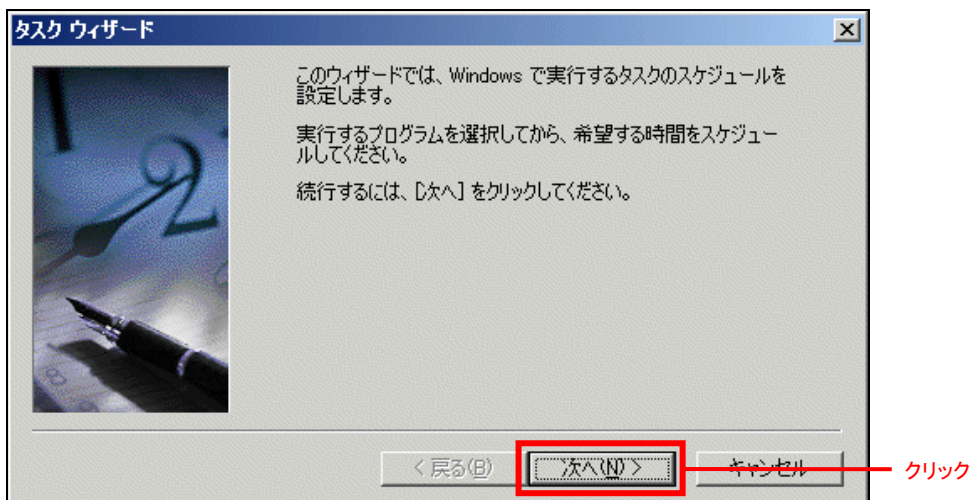 タスク ウィザード
このウィザードでは、Windows で実行するタスクのスケジュールを
設定します。
実行するプログラムを選択してから、希望する時間をスケジュー
ルしてください。
続行するには、[次へ] をクリックしてください。
< 戻る(B)
次へ(N) >
キャンセル
クリック